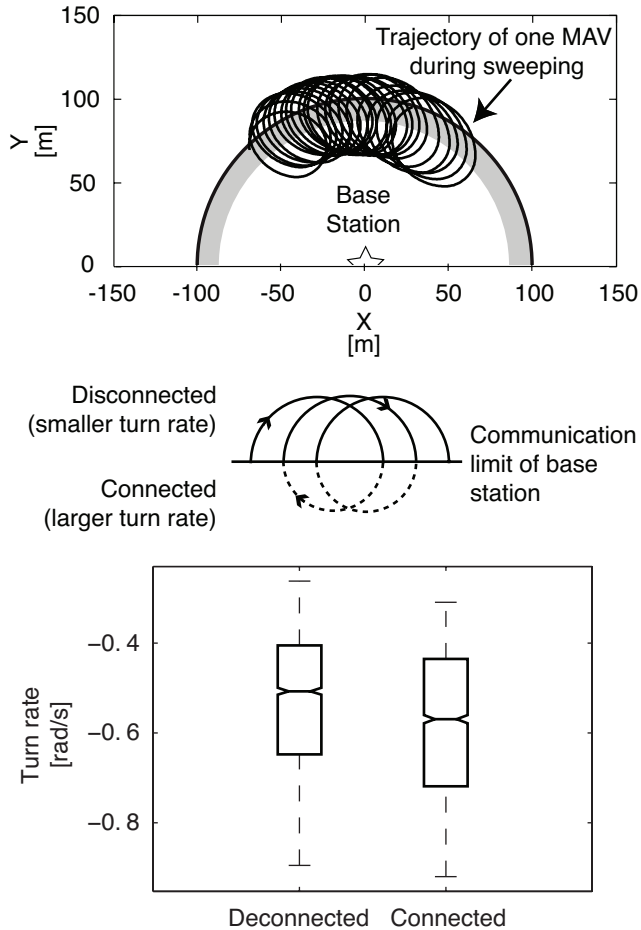 150
100
50
0
Y
[m]
Trajectory of one MAV
during sweeping
Base
Station
-150 -100 -50 0 50 100 150
X
[m]
Disconnected
(smaller turn rate)
Connected
(larger turn rate)
Communication
limit of base
station
Turn rate
[rad/s]
−0.4
−0.6
−0.8
Deconnected Connected